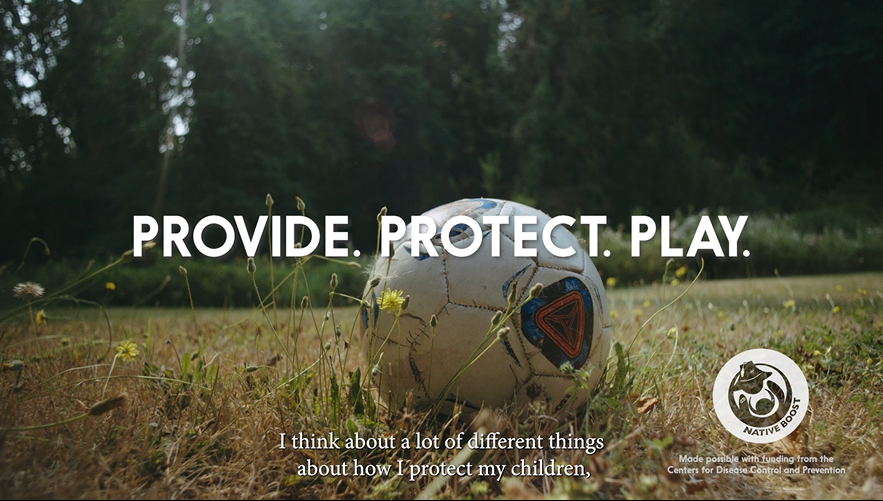 PROVIDE. PROTECT. PLAY.
NATIVE BOOST
I think about a lot of different things
about how I protect my children,
Made possible with funding from the
Centers for Disease Control and Prevention